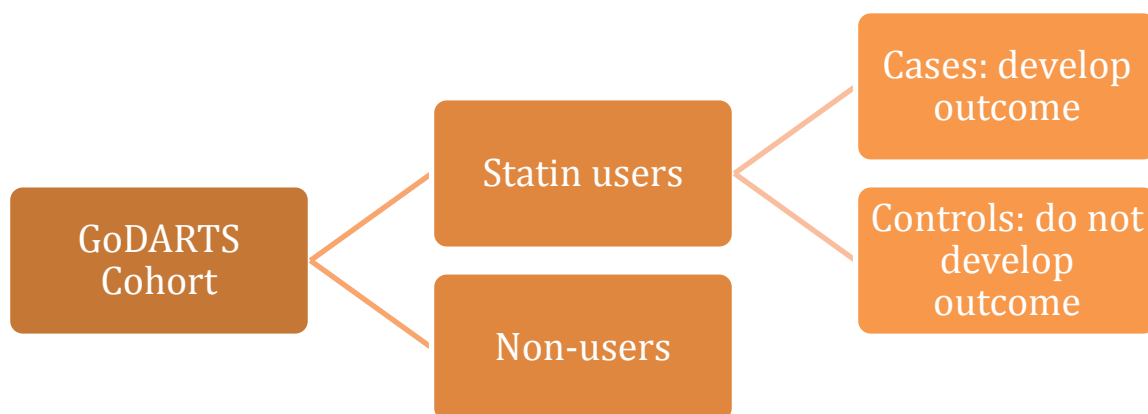 GoDARTS
Cohort
Statin users
Non-users
Cases: develop
outcome
Controls: do not
develop
outcome